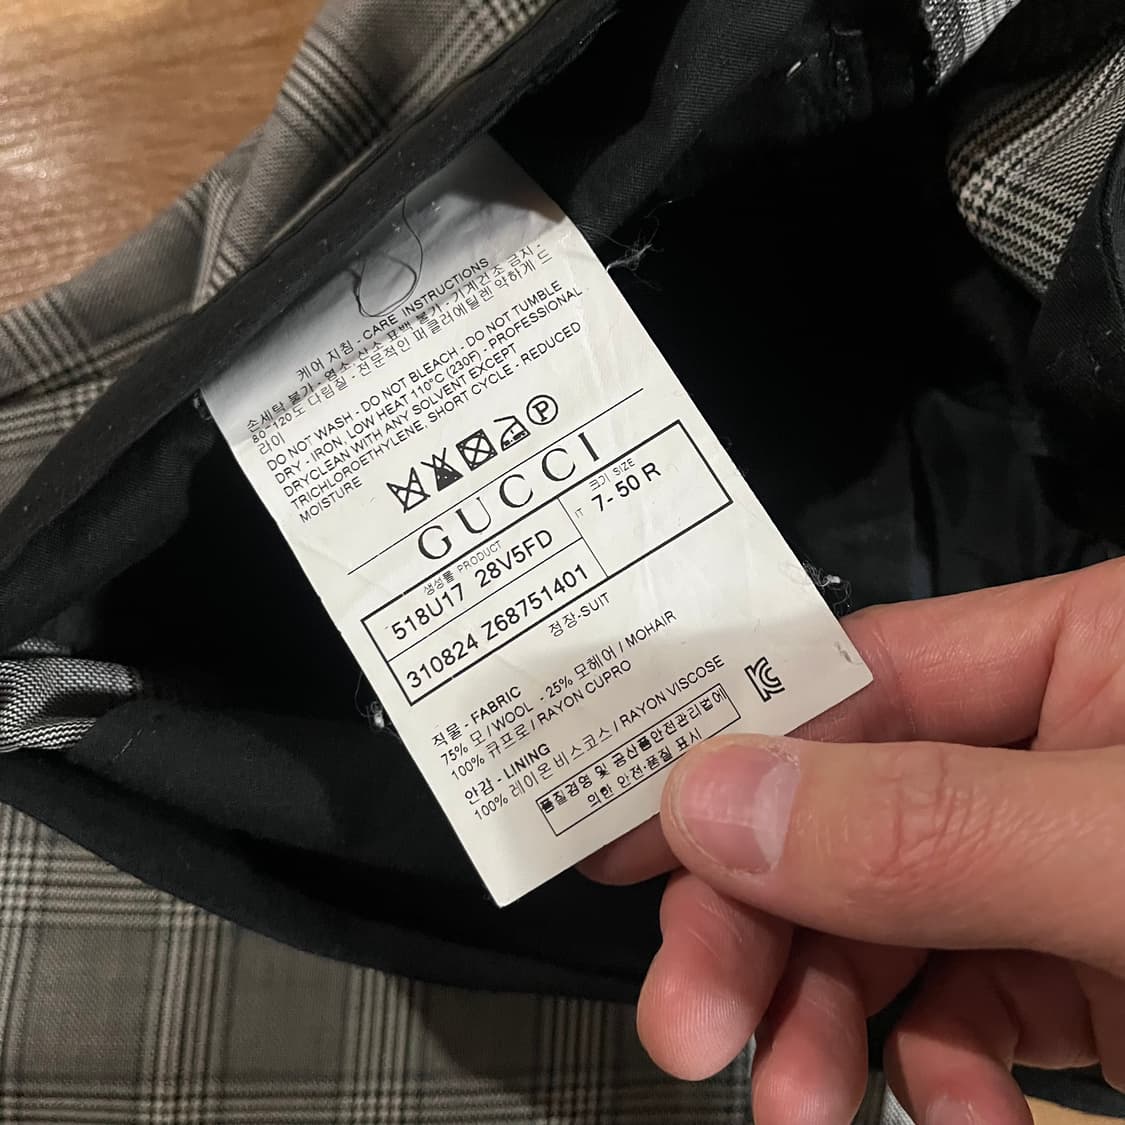 케어 지침 - CARE INSTRUCTIONS
손세탁 불가 - 염소·산소 표백 불가 - 기계건조 금지 -
80-120도 다림질 - 전문적인 퍼클러에틸렌 약하게 드
라이
DO NOT WASH - DO NOT BLEACH - DO NOT TUMBLE
DRY - IRON, LOW HEAT 110°C (230F) - PROFESSIONAL
DRYCLEAN WITH ANY SOLVENT EXCEPT
TRICHLOROETHYLENE, SHORT CYCLE - REDUCED
MOISTURE
P
GUCCI
생성물 PRODUCT
518U17 28V5FD
310824 Z68751401
크기 SIZE
IT 7-50 R
정장-SUIT
직물 - FABRIC
75% 모 / WOOL - 25% 모헤어 / MOHAIR
100% 큐프로 / RAYON CUPRO
안감 - LINING
100% 레이온 비스코스 / RAYON VISCOSE
품질경영 및 공산품안전관리법에
의한 안전·품질 표시
KC